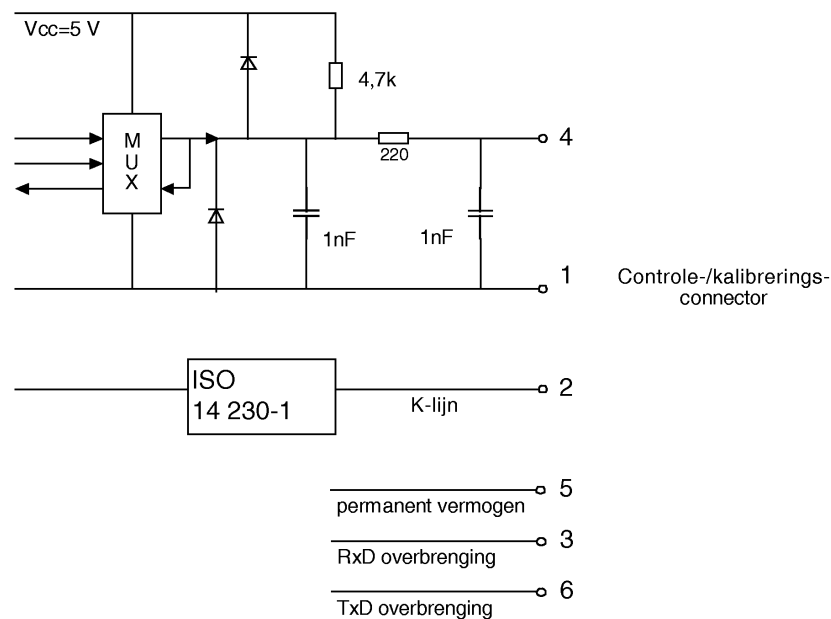 Vcc=5 V
4,7k
M
U
X
220
4
1nF
1nF
1
Controle-/kalibrerings-
connector
ISO
14 230-1
K-lijn
2
permanent vermogen
5
RxD overbrenging
3
TxD overbrenging
6